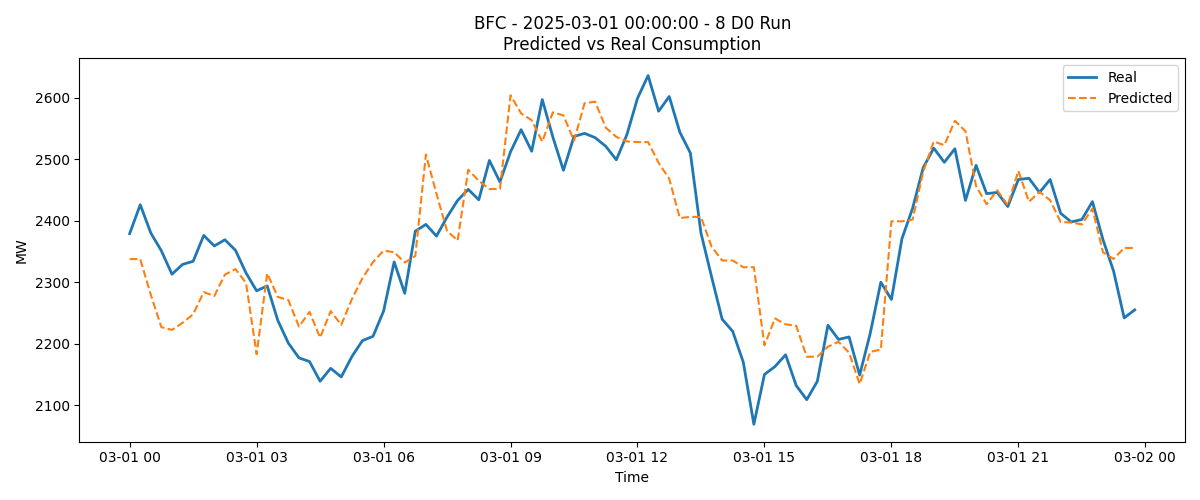 BFC - 2025-03-01 00:00:00 - 8 D0 Run
Predicted vs Real Consumption
Real
Predicted
MW
2600
2500
2400
2300
2200
2100
03-01 00
03-01 03
03-01 06
03-01 09
03-01 12
03-01 15
03-01 18
03-01 21
03-02 00
Time